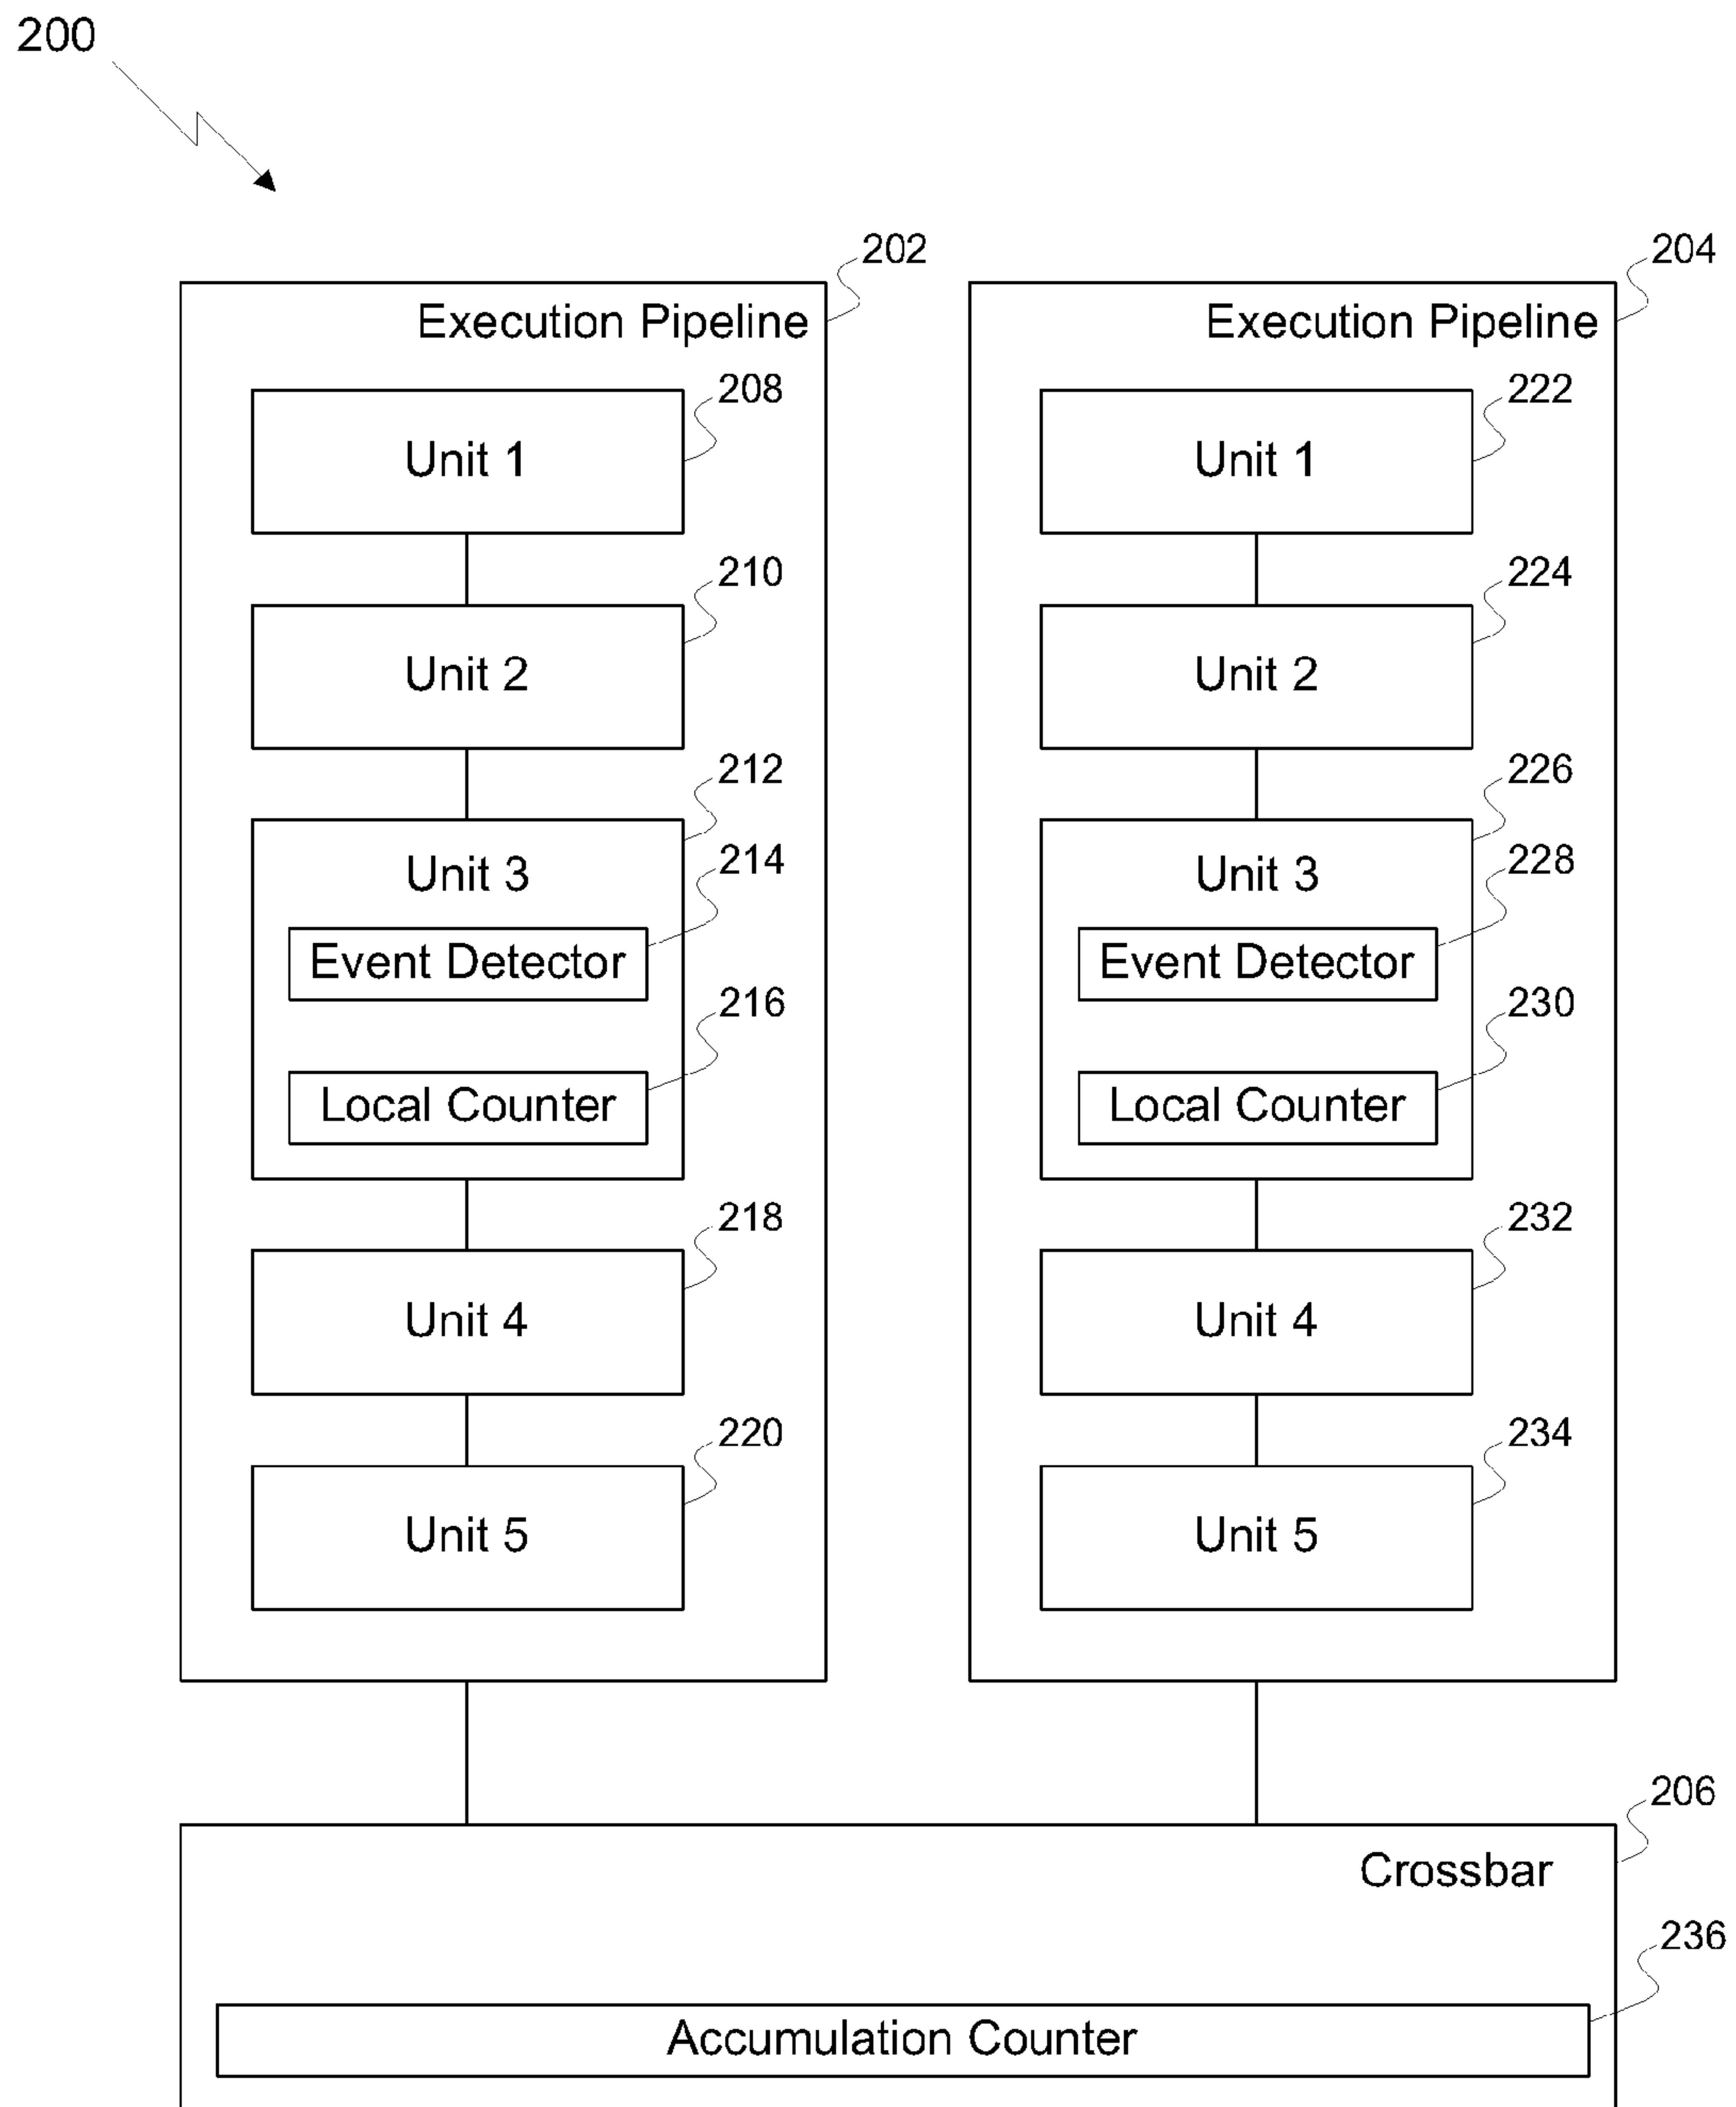 200
202
204
Execution Pipeline
Execution Pipeline
208
222
Unit 1
Unit 1
210
224
Unit 2
Unit 2
212
226
Unit 3
Unit 3
214
228
Event Detector
Event Detector
216
230
Local Counter
Local Counter
218
232
Unit 4
Unit 4
220
234
Unit 5
Unit 5
206
Crossbar
236
Accumulation Counter